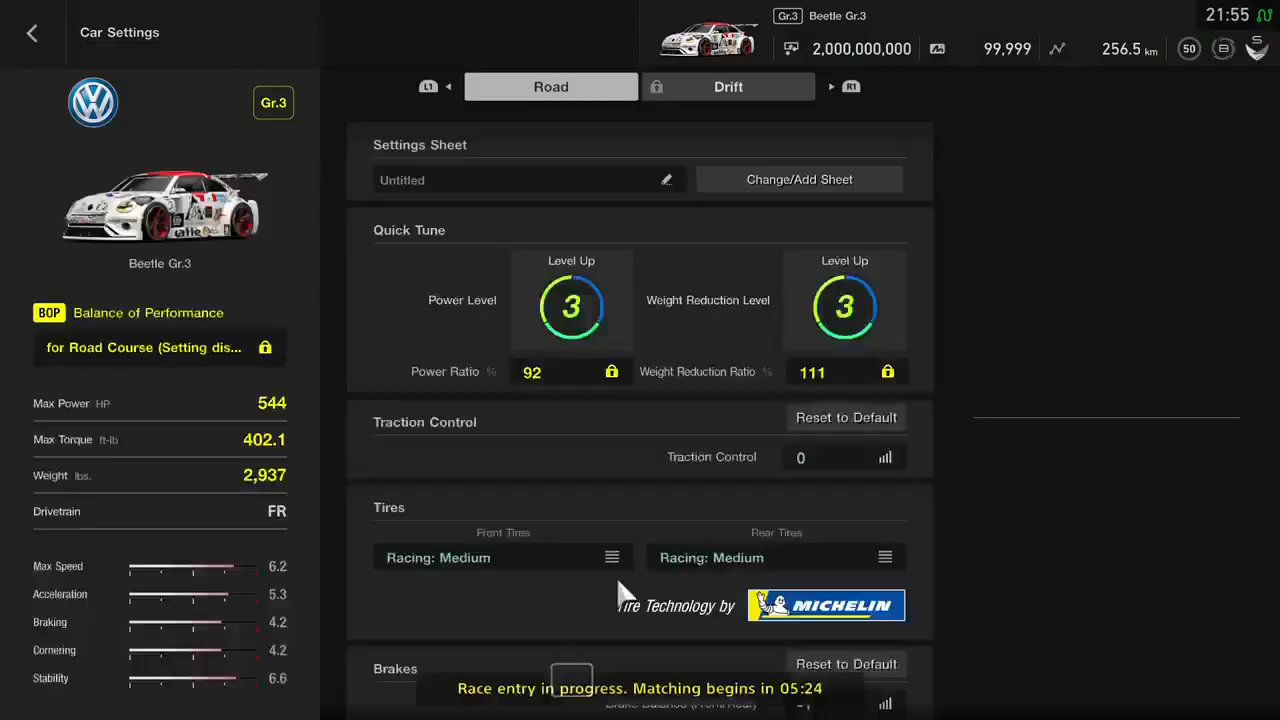 Car Settings
Gr.3 Beetle Gr.3
21:55
2,000,000,000 99,999 256.5 km 50 B S
Gr.3
Beetle Gr.3
BOP Balance of Performance
for Road Course (Setting dis...
Max Power HP 544
Max Torque ft-lb 402.1
Weight lbs. 2,937
Drivetrain FR
Max Speed 6.2
Acceleration 5.3
Braking 4.2
Cornering 4.2
Stability 6.6
L1 Road Drift R1
Settings Sheet
Untitled Change/Add Sheet
Quick Tune
Level Up Level Up
Power Level 3 Weight Reduction Level 3
Power Ratio % 92 Weight Reduction Ratio % 111
Traction Control Reset to Default
Traction Control 0
Tires
Front Tires Rear Tires
Racing: Medium Racing: Medium
Tire Technology by MICHELIN
Brakes Reset to Default
Race entry in progress. Matching begins in 05:24